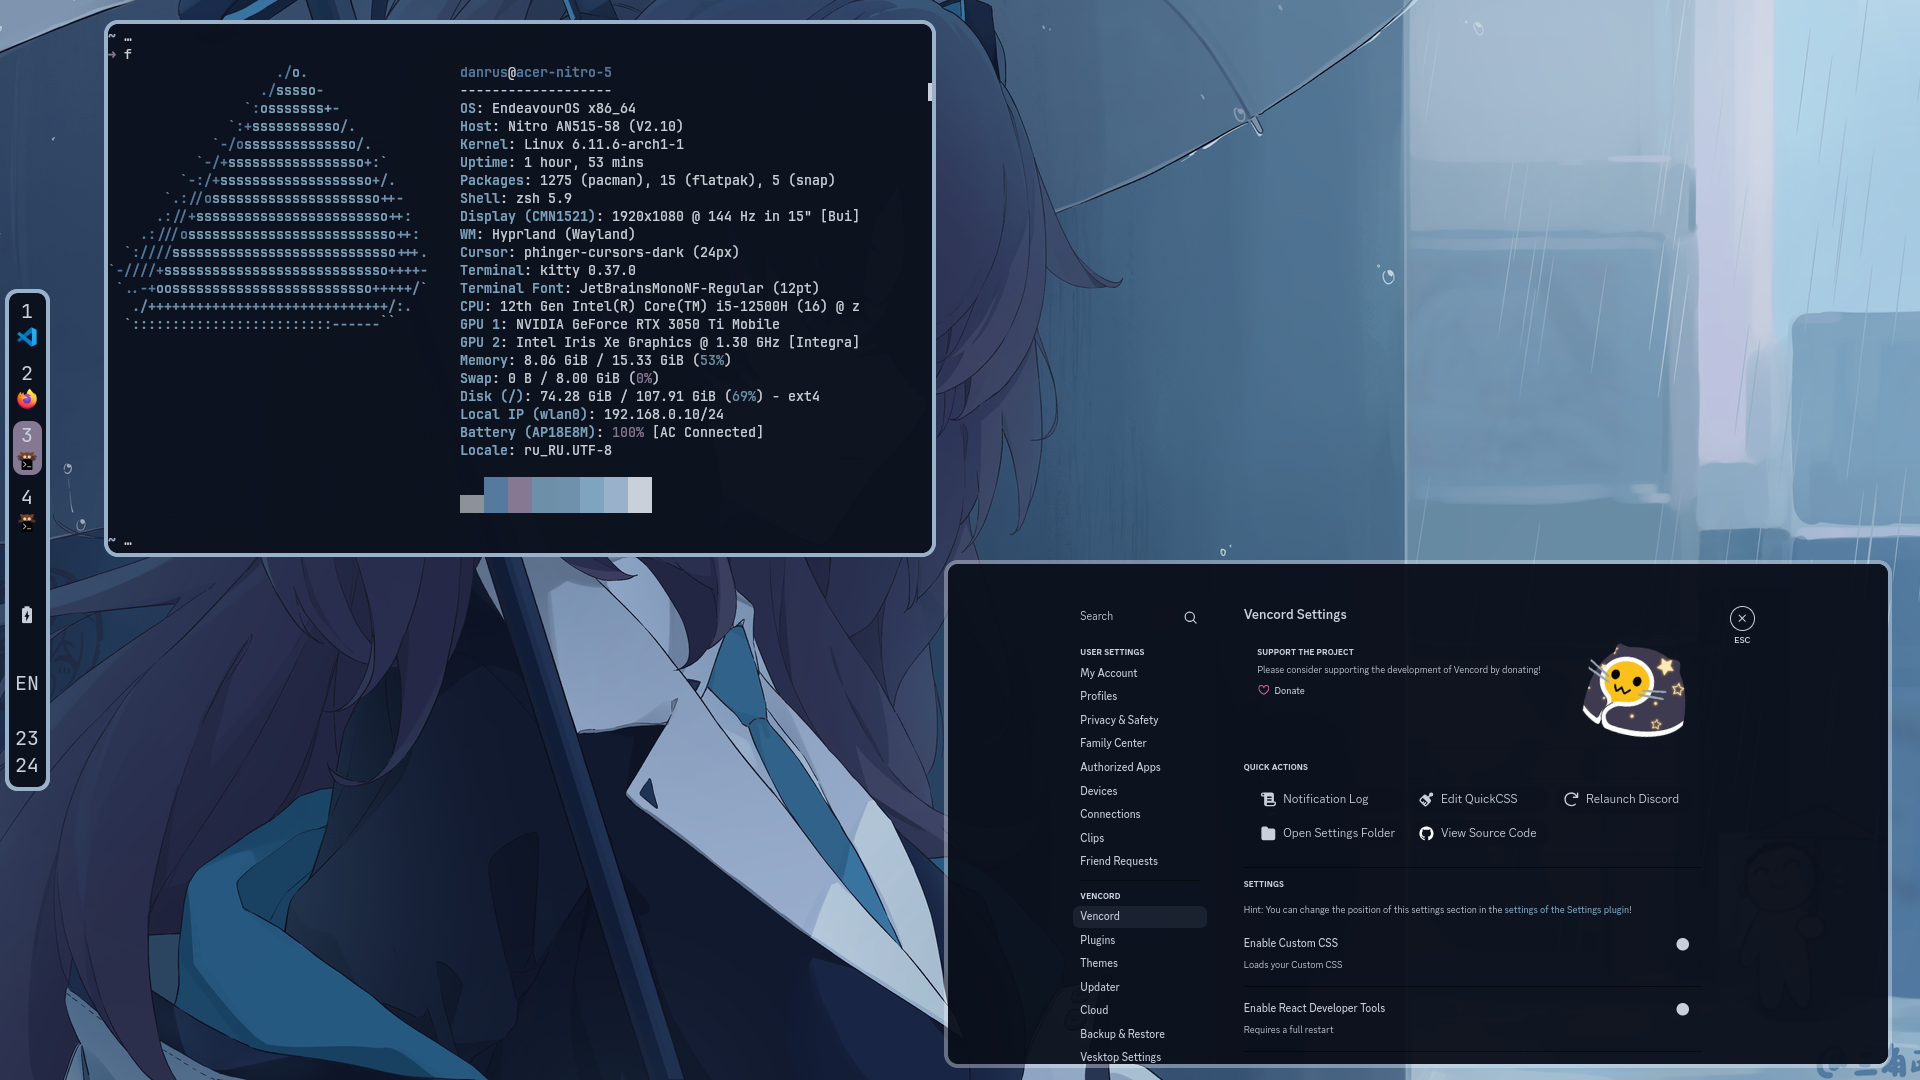 ~ …
➜ f
./o.
./sssso-
`:osssssss+-
`:+sssssssssso/.
`-/ossssssssssssso/.
`-/+sssssssssssssssso+:`
`-:/+sssssssssssssssssso+/.
`.://osssssssssssssssssssso++-
.://+ssssssssssssssssssssssso++:
.:///ossssssssssssssssssssssssso++:
`:////ssssssssssssssssssssssssssso+++.
`-////+ssssssssssssssssssssssssssso++++-
`..-+oosssssssssssssssssssssssso+++++/`
./++++++++++++++++++++++++++++++/:.
`:::::::::::::::::::::::::------``
danrus@acer-nitro-5
-------------------
OS: EndeavourOS x86_64
Host: Nitro AN515-58 (V2.10)
Kernel: Linux 6.11.6-arch1-1
Uptime: 1 hour, 53 mins
Packages: 1275 (pacman), 15 (flatpak), 5 (snap)
Shell: zsh 5.9
Display (CMN1521): 1920x1080 @ 144 Hz in 15" [Bui]
WM: Hyprland (Wayland)
Cursor: phinger-cursors-dark (24px)
Terminal: kitty 0.37.0
Terminal Font: JetBrainsMonoNF-Regular (12pt)
CPU: 12th Gen Intel(R) Core(TM) i5-12500H (16) @ z
GPU 1: NVIDIA GeForce RTX 3050 Ti Mobile
GPU 2: Intel Iris Xe Graphics @ 1.30 GHz [Integra]
Memory: 8.06 GiB / 15.33 GiB (53%)
Swap: 0 B / 8.00 GiB (0%)
Disk (/): 74.28 GiB / 107.91 GiB (69%) - ext4
Local IP (wlan0): 192.168.0.10/24
Battery (AP18E8M): 100% [AC Connected]
Locale: ru_RU.UTF-8
~ …
1
2
3
4
EN
23
24
Search
USER SETTINGS
My Account
Profiles
Privacy & Safety
Family Center
Authorized Apps
Devices
Connections
Clips
Friend Requests
VENCORD
Vencord
Plugins
Themes
Updater
Cloud
Backup & Restore
Vesktop Settings
Vencord Settings
ESC
SUPPORT THE PROJECT
Please consider supporting the development of Vencord by donating!
Donate
QUICK ACTIONS
Notification Log
Edit QuickCSS
Relaunch Discord
Open Settings Folder
View Source Code
SETTINGS
Hint: You can change the position of this settings section in the settings of the Settings plugin!
Enable Custom CSS
Loads your Custom CSS
Enable React Developer Tools
Requires a full restart